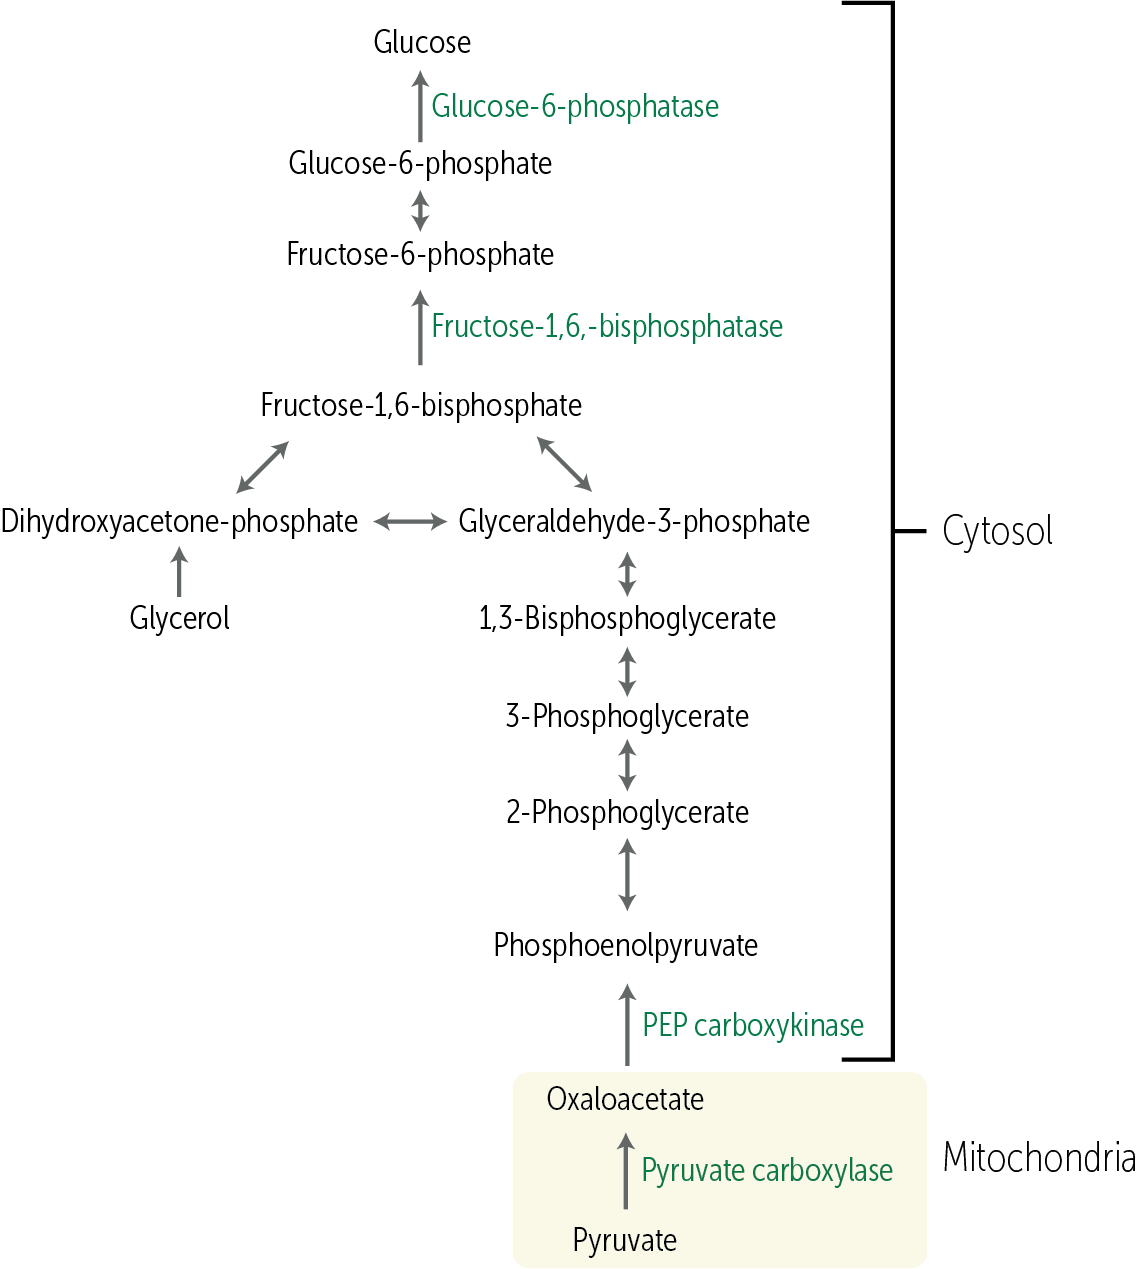 Glucose
Glucose-6-phosphatase
Glucose-6-phosphate
Fructose-6-phosphate
Fructose-1,6,-bisphosphatase
Fructose-1,6-bisphosphate
Dihydroxyacetone-phosphate
Glyceraldehyde-3-phosphate
Cytosol
Glycerol
1,3-Bisphosphoglycerate
3-Phosphoglycerate
2-Phosphoglycerate
Phosphoenolpyruvate
PEP carboxykinase
Oxaloacetate
Mitochondria
Pyruvate carboxylase
Pyruvate